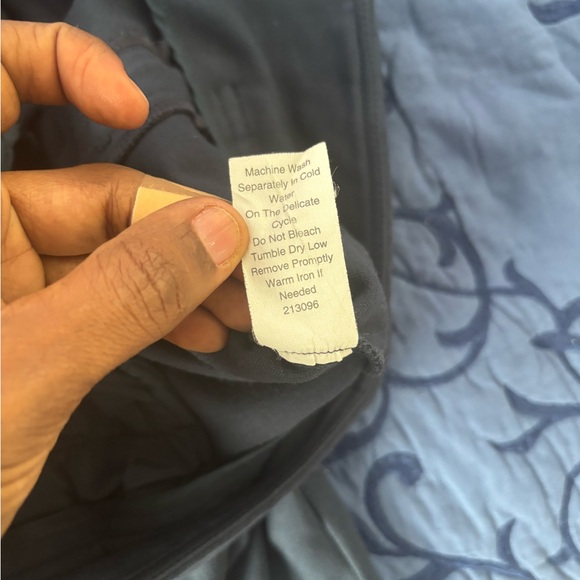 Machine Wash
Separately In Cold
Water
On The Delicate
Cycle
Do Not Bleach
Tumble Dry Low
Remove Promptly
Warm Iron If
Needed
213096